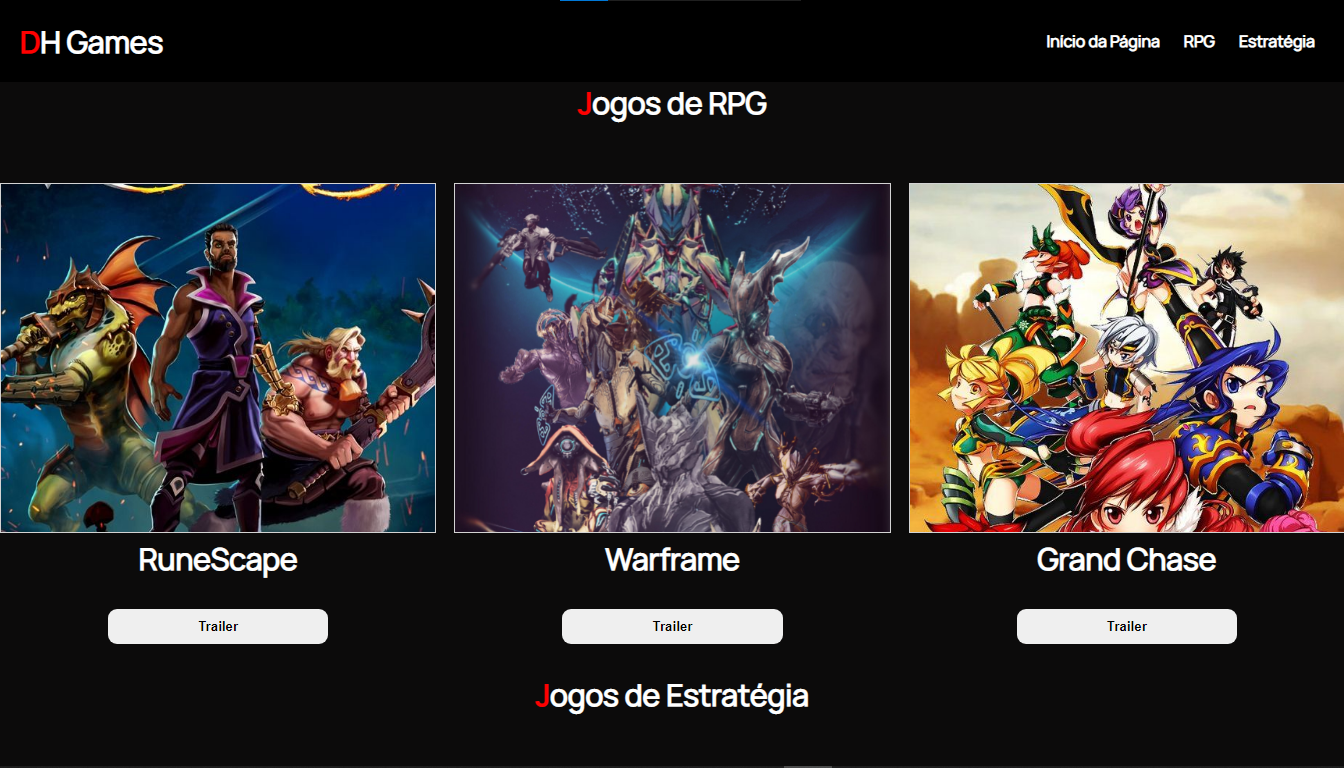 DH Games
Início da Página RPG Estratégia
Jogos de RPG
RuneScape Warframe Grand Chase
Trailer Trailer Trailer
Jogos de Estratégia